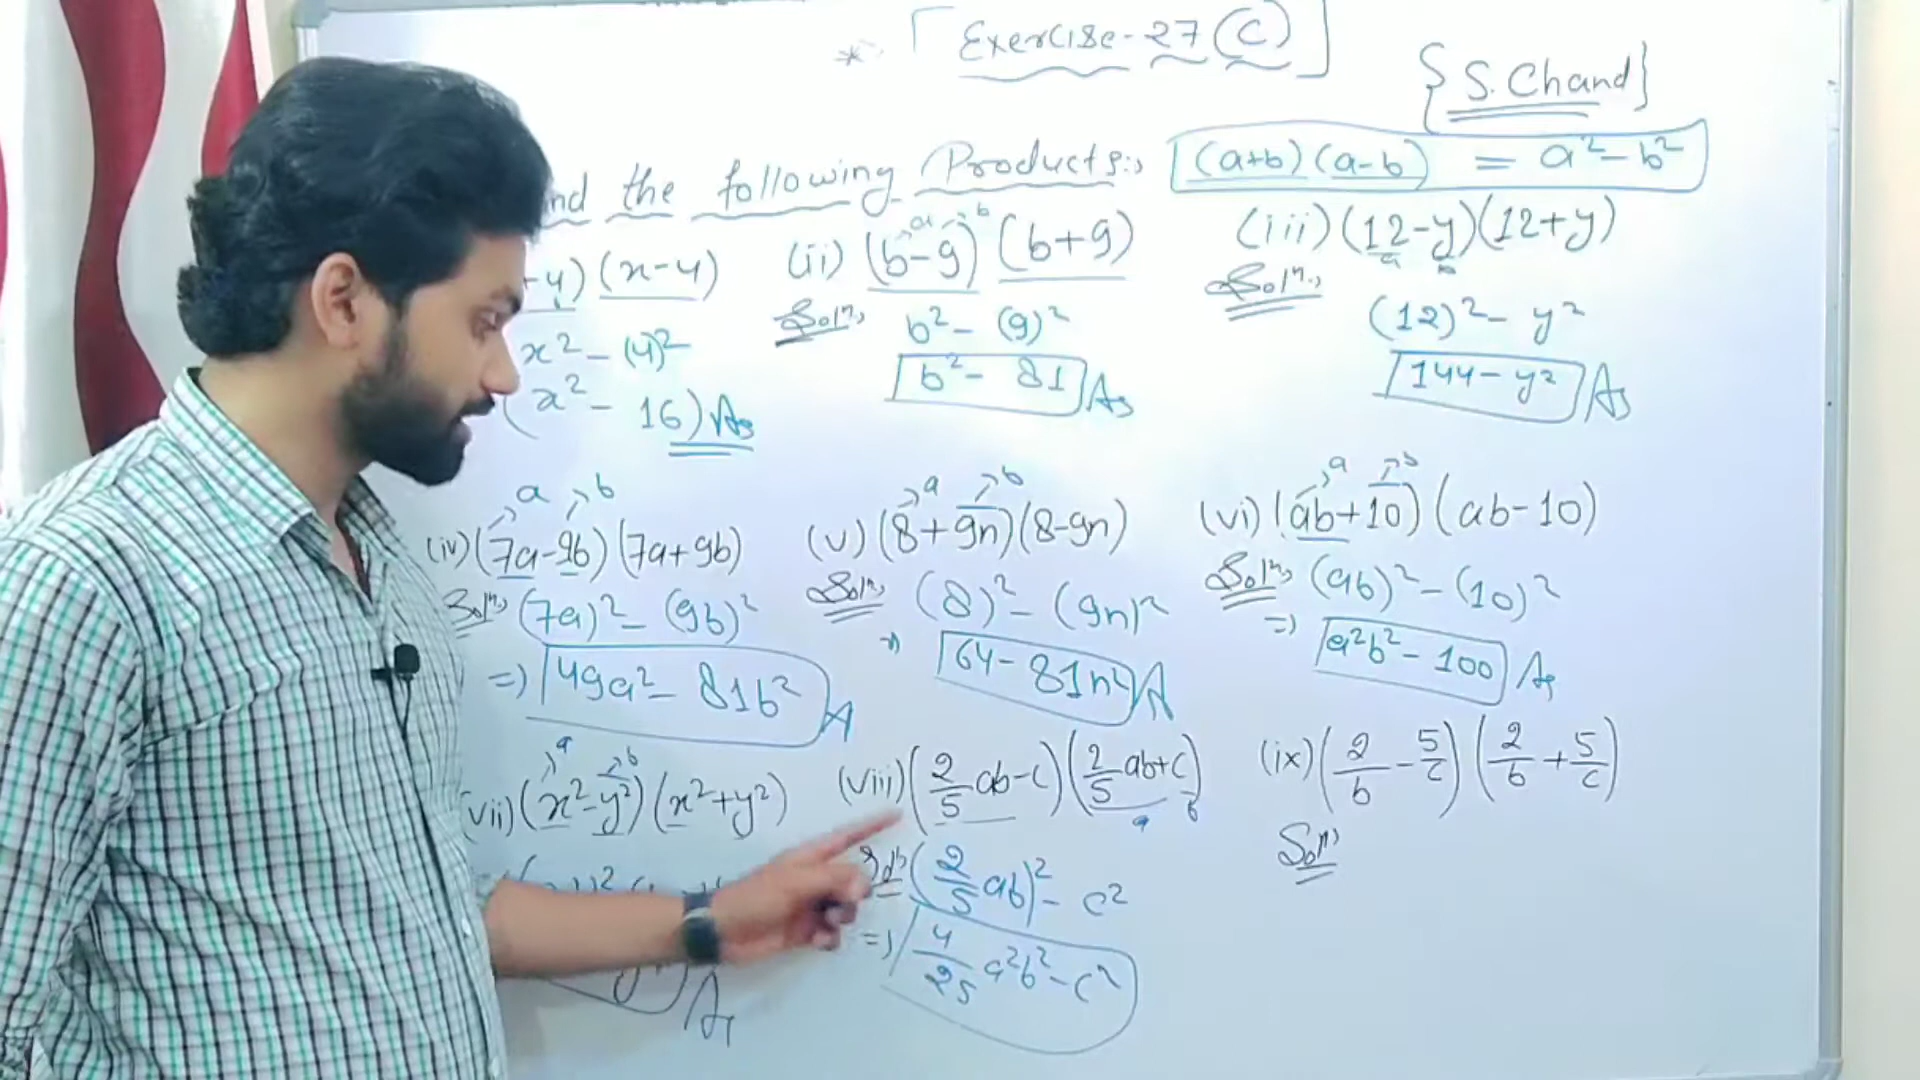 * [Exercise-27(C)]
{S. Chand}
nd the following Products:,
(a+b)(a-b) = a²-b²
-4)(x-4)
x² - (4)²
(x² - 16) As
a b
(ii) (b-9)(b+9)
Solⁿ,
b² - (9)²
b² - 81 As
(iii) (12-y)(12+y)
a b
Solⁿ.,
(12)² - y²
144 - y² As
a b
(iv) (7a-9b)(7a+9b)
Solⁿ, (7a)² - (9b)²
=) 49a² - 81b² A
a b
(v) (8+9n)(8-9n)
Solⁿ, (8)² - (9n)²
64 - 81n² A
a b
(vi) (ab+10)(ab-10)
Solⁿ, (ab)² - (10)²
=) a²b² - 100 As
a b
(vii) (x²-y²)(x²+y²)
(viii) (2/5 ab-c)(2/5 ab+c)
a b
Solⁿ (2/5 ab)² - c²
=) 4/25 a²b² - c²
(ix) (2/b - 5/c)(2/b + 5/c)
Solⁿ,